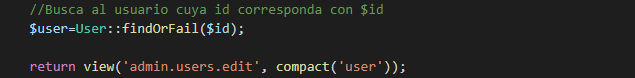 //Busca al usuario cuya id corresponda con $id
$user=User::findOrFail($id);
return view('admin.users.edit', compact('user'));